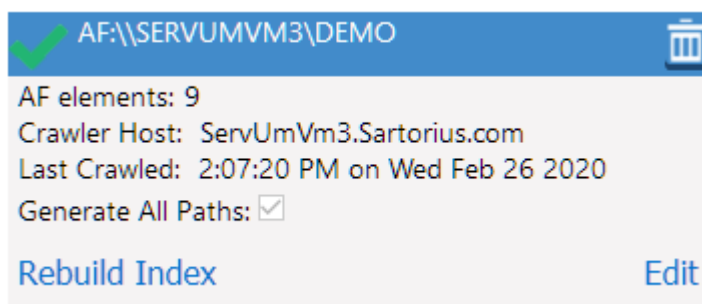 AF:\\SERVUMVM3\DEMO
AF elements: 9
Crawler Host: ServUmVm3.Sartorius.com
Last Crawled: 2:07:20 PM on Wed Feb 26 2020
Generate All Paths:
Rebuild Index Edit